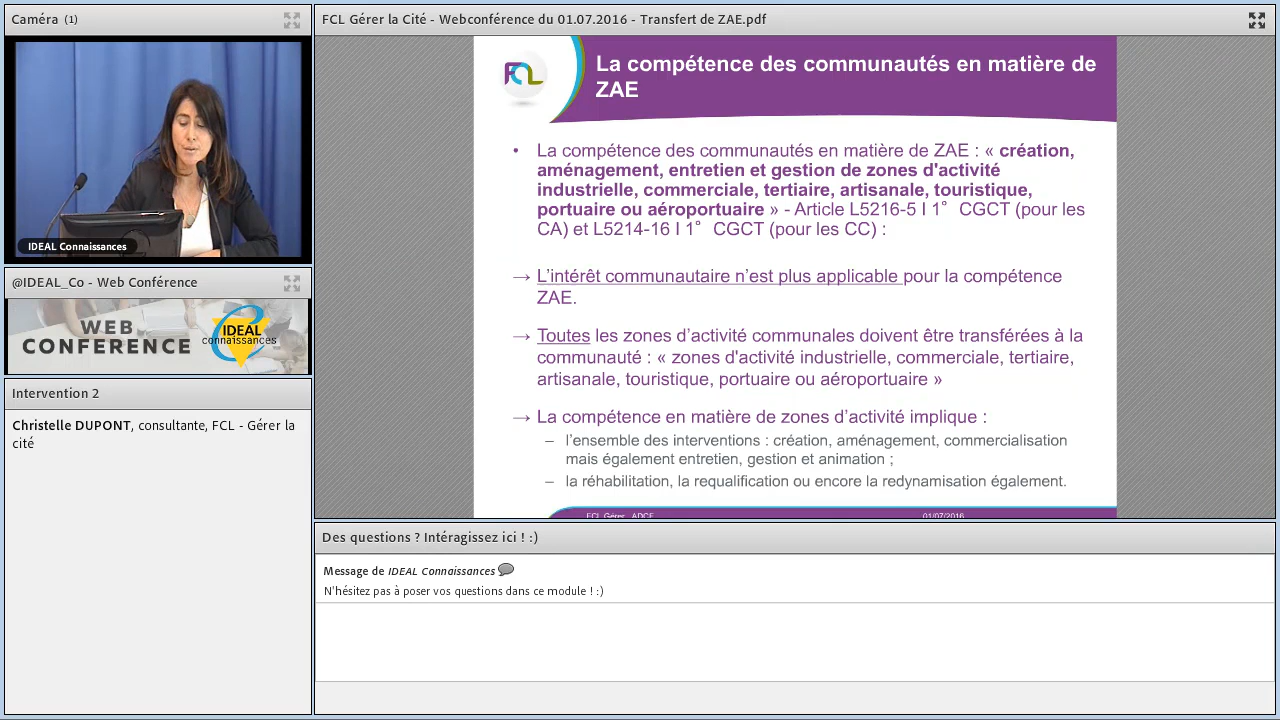 Caméra (1)
IDEAL Connaissances
@IDEAL_Co - Web Conférence
WEB
CONFERENCE
IDEAL
connaissances
Intervention 2
Christelle DUPONT, consultante, FCL - Gérer la
cité
FCL Gérer la Cité - Webconférence du 01.07.2016 - Transfert de ZAE.pdf
FCL
La compétence des communautés en matière de
ZAE
• La compétence des communautés en matière de ZAE : « création,
aménagement, entretien et gestion de zones d'activité
industrielle, commerciale, tertiaire, artisanale, touristique,
portuaire ou aéroportuaire » - Article L5216-5 I 1° CGCT (pour les
CA) et L5214-16 I 1° CGCT (pour les CC) :
→ L’intérêt communautaire n’est plus applicable pour la compétence
ZAE.
→ Toutes les zones d’activité communales doivent être transférées à la
communauté : « zones d'activité industrielle, commerciale, tertiaire,
artisanale, touristique, portuaire ou aéroportuaire »
→ La compétence en matière de zones d’activité implique :
– l’ensemble des interventions : création, aménagement, commercialisation
mais également entretien, gestion et animation ;
– la réhabilitation, la requalification ou encore la redynamisation également.
FCL Gérer ADCF 01/07/2016
Des questions ? Intéragissez ici ! :)
Message de IDEAL Connaissances
N'hésitez pas à poser vos questions dans ce module ! :)